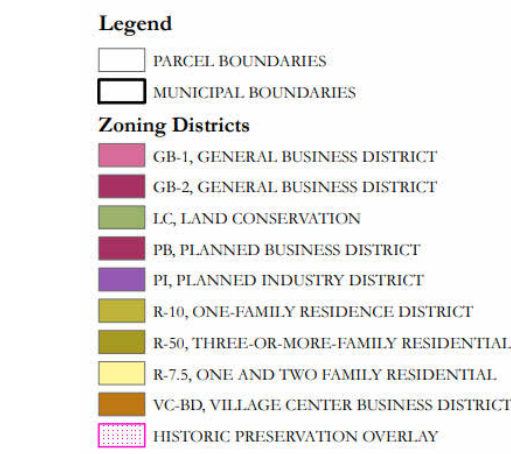 Legend
PARCEL BOUNDARIES
MUNICIPAL BOUNDARIES
Zoning Districts
GB-1, GENERAL BUSINESS DISTRICT
GB-2, GENERAL BUSINESS DISTRICT
LC, LAND CONSERVATION
PB, PLANNED BUSINESS DISTRICT
PI, PLANNED INDUSTRY DISTRICT
R-10, ONE-FAMILY RESIDENCE DISTRICT
R-50, THREE-OR-MORE-FAMILY RESIDENTIAL
R-7.5, ONE AND TWO FAMILY RESIDENTIAL
VC-BD, VILLAGE CENTER BUSINESS DISTRICT
HISTORIC PRESERVATION OVERLAY